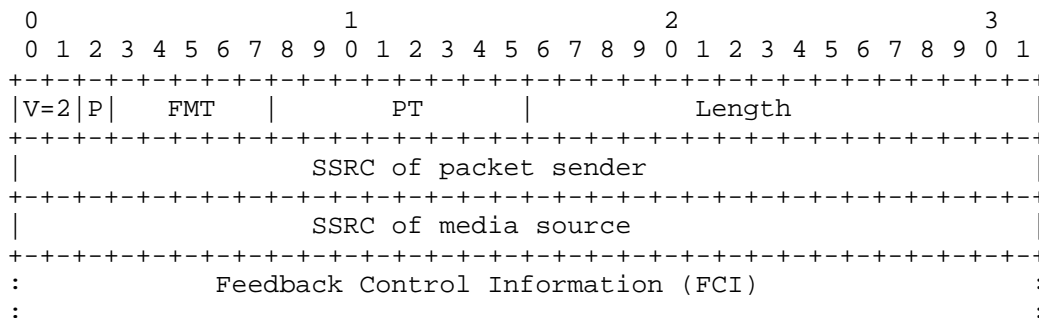 0                   1                   2                   3
 0 1 2 3 4 5 6 7 8 9 0 1 2 3 4 5 6 7 8 9 0 1 2 3 4 5 6 7 8 9 0 1
+-+-+-+-+-+-+-+-+-+-+-+-+-+-+-+-+-+-+-+-+-+-+-+-+-+-+-+-+-+-+-+-+
|V=2|P|   FMT   |       PT      |          Length               |
+-+-+-+-+-+-+-+-+-+-+-+-+-+-+-+-+-+-+-+-+-+-+-+-+-+-+-+-+-+-+-+-+
|                  SSRC of packet sender                        |
+-+-+-+-+-+-+-+-+-+-+-+-+-+-+-+-+-+-+-+-+-+-+-+-+-+-+-+-+-+-+-+-+
|                  SSRC of media source                         |
+-+-+-+-+-+-+-+-+-+-+-+-+-+-+-+-+-+-+-+-+-+-+-+-+-+-+-+-+-+-+-+-+
:            Feedback Control Information (FCI)                 :
:                                                               :